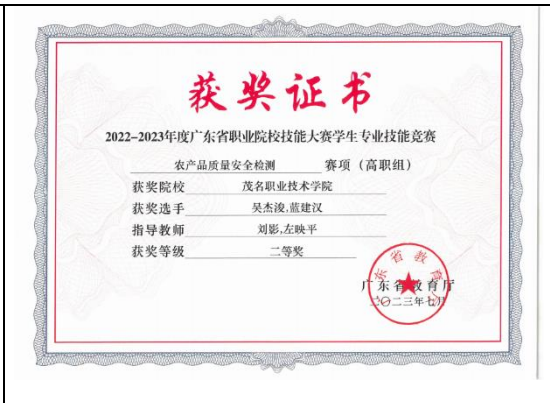 获奖证书
2022-2023年度广东省职业院校技能大赛学生专业技能竞赛
农产品质量安全检测 赛项（高职组）
获奖院校 茂名职业技术学院
获奖选手 吴杰浚,蓝建汉
指导教师 刘影,左映平
获奖等级 二等奖
广东省教育厅
二〇二三年七月